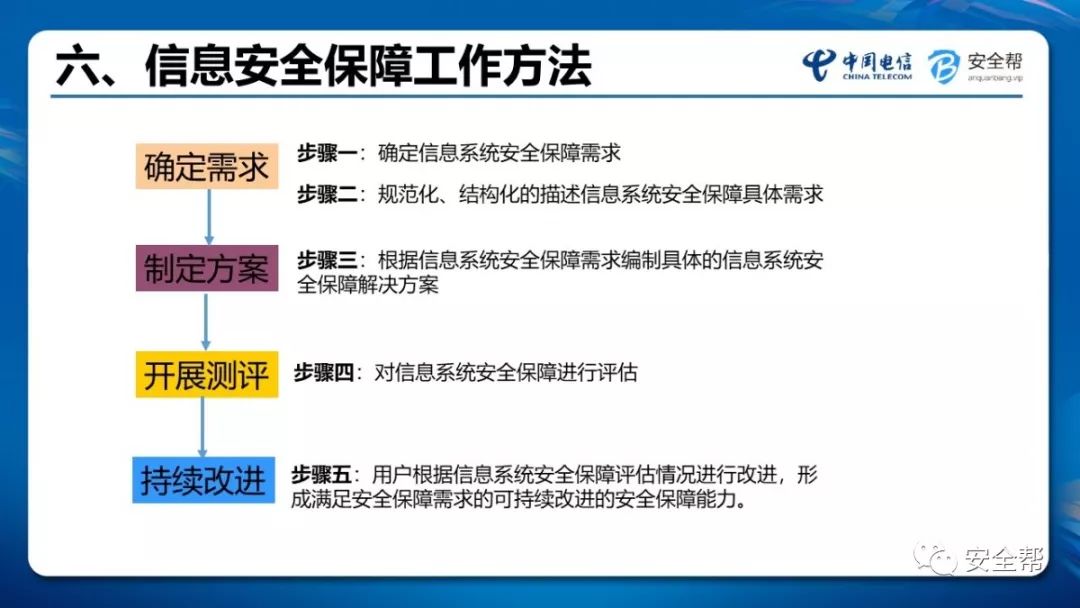 六、信息安全保障工作方法
中国电信
CHINA TELECOM
安全帮
anquanbang.vip
确定需求
步骤一：确定信息系统安全保障需求
步骤二：规范化、结构化的描述信息系统安全保障具体需求
制定方案
步骤三：根据信息系统安全保障需求编制具体的信息系统安
全保障解决方案
开展测评
步骤四：对信息系统安全保障进行评估
持续改进
步骤五：用户根据信息系统安全保障评估情况进行改进，形
成满足安全保障需求的可持续改进的安全保障能力。
安全帮